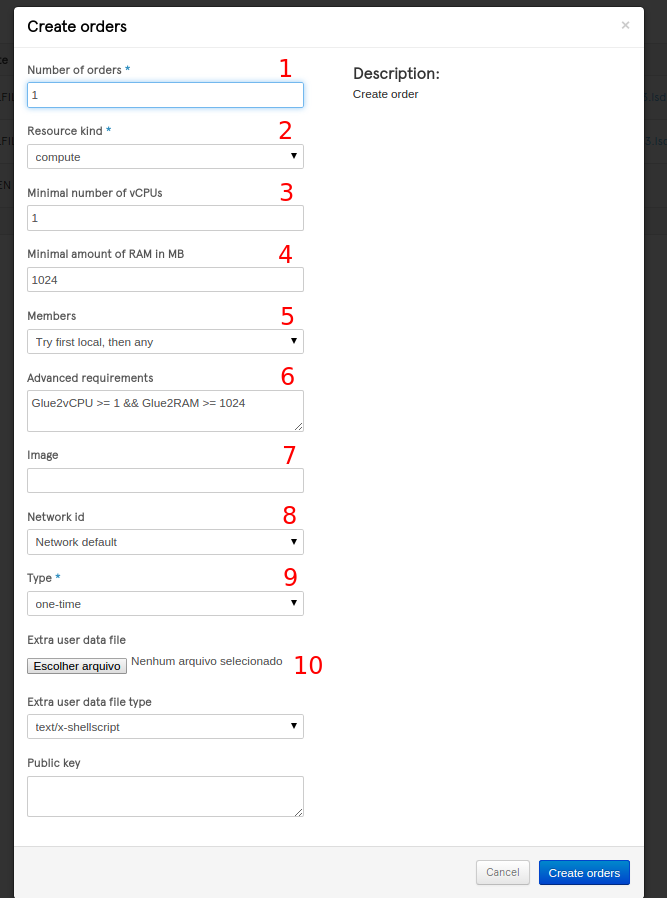 Create orders ×
Number of orders * 1
1
Description:
Create order
Resource kind * 2
compute
Minimal number of vCPUs 3
1
Minimal amount of RAM in MB 4
1024
Members 5
Try first local, then any
Advanced requirements 6
Glue2vCPU >= 1 && Glue2RAM >= 1024
Image 7
Network id 8
Network default
Type * 9
one-time
Extra user data file
Escolher arquivo Nenhum arquivo selecionado 10
Extra user data file type
text/x-shellscript
Public key
Cancel Create orders